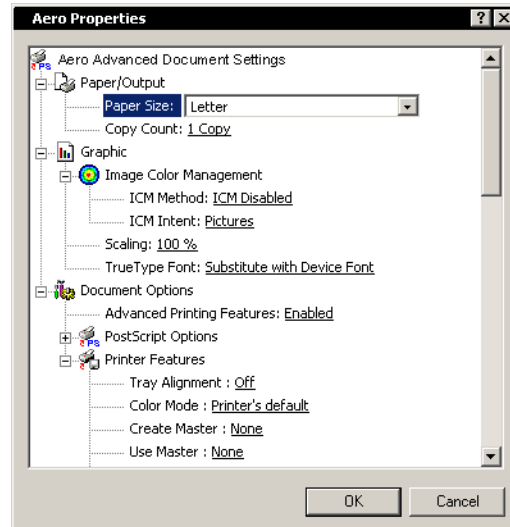 Aero Properties
Aero Advanced Document Settings
Paper/Output
Paper Size: Letter
Copy Count: 1 Copy
Graphic
Image Color Management
ICM Method: ICM Disabled
ICM Intent: Pictures
Scaling: 100 %
TrueType Font: Substitute with Device Font
Document Options
Advanced Printing Features: Enabled
PostScript Options
Printer Features
Tray Alignment : Off
Color Mode : Printer's default
Create Master : None
Use Master : None
OK Cancel